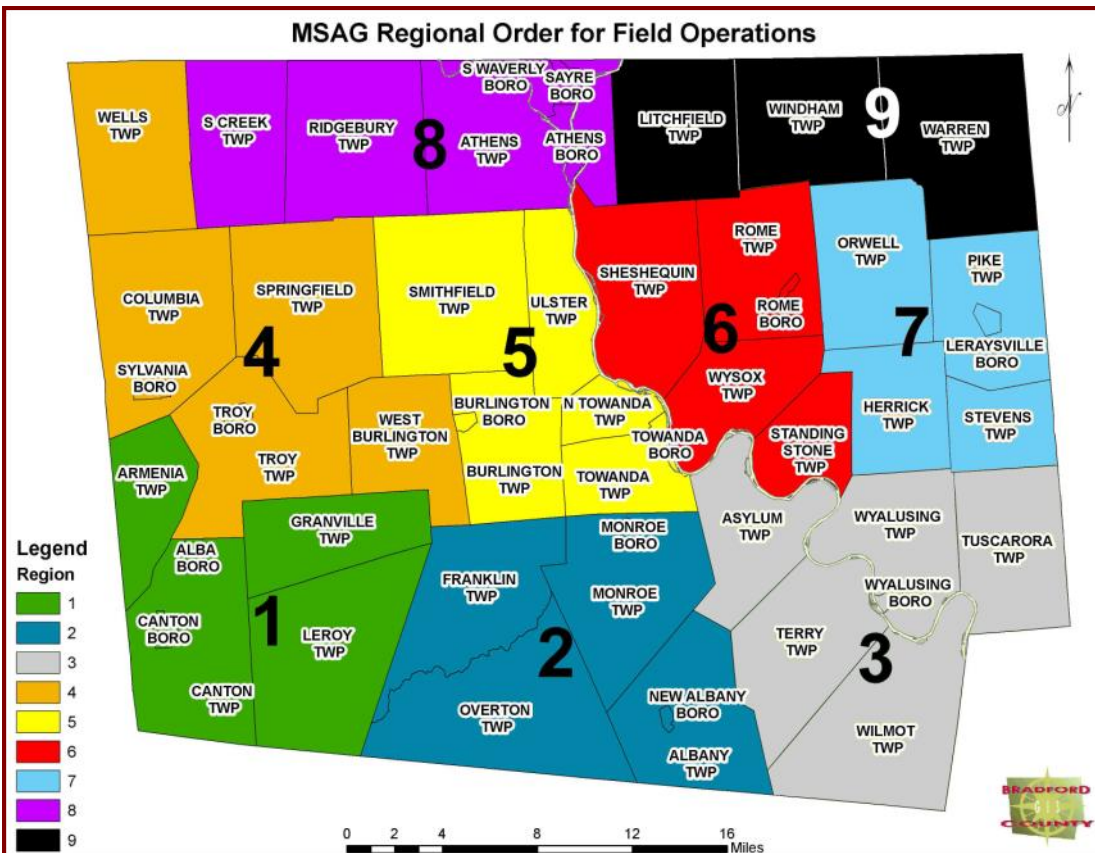 MSAG Regional Order for Field Operations
N
WELLS
TWP
S CREEK
TWP
RIDGEBURY
TWP
8
S WAVERLY
BORO
SAYRE
BORO
ATHENS
TWP
ATHENS
BORO
LITCHFIELD
TWP
WINDHAM
TWP
9
WARREN
TWP
COLUMBIA
TWP
SYLVANIA
BORO
SPRINGFIELD
TWP
4
TROY
BORO
TROY
TWP
WEST
BURLINGTON
TWP
SMITHFIELD
TWP
ULSTER
TWP
5
BURLINGTON
BORO
N TOWANDA
TWP
TOWANDA
BORO
BURLINGTON
TWP
TOWANDA
TWP
SHESHEQUIN
TWP
ROME
TWP
ROME
BORO
6
WYSOX
TWP
STANDING
STONE
TWP
ORWELL
TWP
PIKE
TWP
7
LERAYSVILLE
BORO
HERRICK
TWP
STEVENS
TWP
ARMENIA
TWP
GRANVILLE
TWP
ALBA
BORO
CANTON
BORO
1
LEROY
TWP
CANTON
TWP
FRANKLIN
TWP
MONROE
BORO
MONROE
TWP
2
OVERTON
TWP
NEW ALBANY
BORO
ALBANY
TWP
ASYLUM
TWP
WYALUSING
TWP
TUSCARORA
TWP
WYALUSING
BORO
TERRY
TWP
3
WILMOT
TWP
Legend
Region
1
2
3
4
5
6
7
8
9
0 2 4 8 12 16
Miles
BRADFORD
GIS
COUNTY